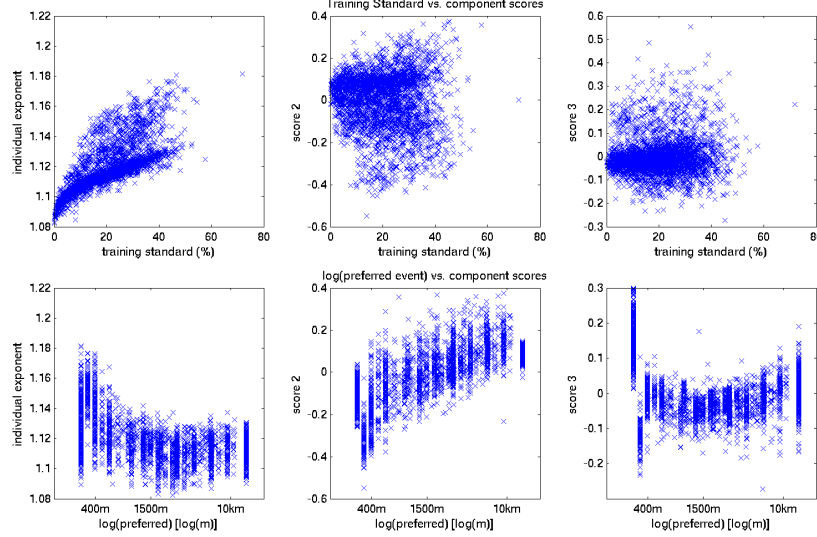 Training Standard vs. component scores
1.22
1.2
1.18
1.16
1.14
1.12
1.1
1.08
individual exponent
0 20 40 60 80
training standard (%)
0.4
0.2
0
-0.2
-0.4
-0.6
score 2
0 20 40 60 80
training standard (%)
0.6
0.5
0.4
0.3
0.2
0.1
0
-0.1
-0.2
-0.3
score 3
0 20 40 60 80
training standard (%)
log(preferred event) vs. component scores
1.22
1.2
1.18
1.16
1.14
1.12
1.1
1.08
individual exponent
400m 1500m 10km
log(preferred) [log(m)]
0.4
0.2
0
-0.2
-0.4
-0.6
score 2
400m 1500m 10km
log(preferred) [log(m)]
0.3
0.2
0.1
0
-0.1
-0.2
score 3
400m 1500m 10km
log(preferred) [log(m)]